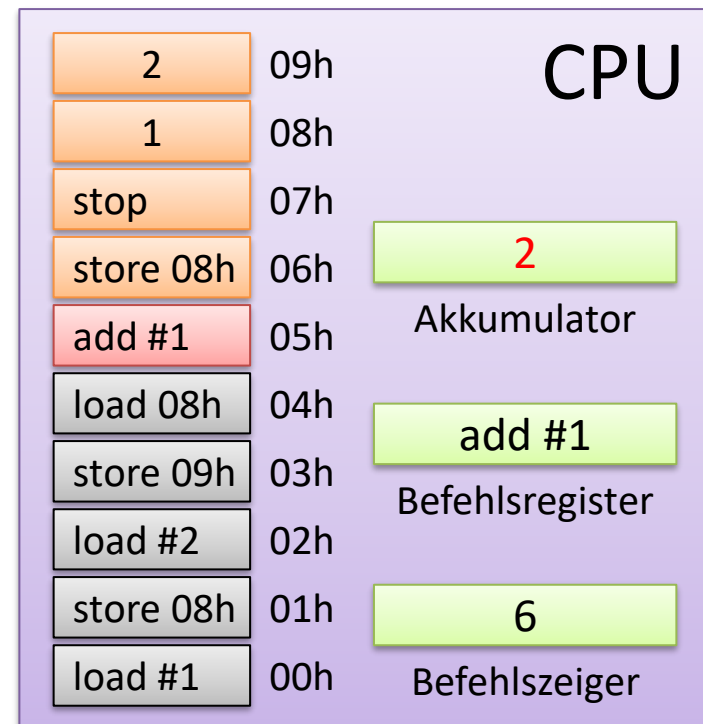 CPU
2 09h
1 08h
stop 07h
store 08h 06h
add #1 05h
load 08h 04h
store 09h 03h
load #2 02h
store 08h 01h
load #1 00h
2
Akkumulator
add #1
Befehlsregister
6
Befehlszeiger